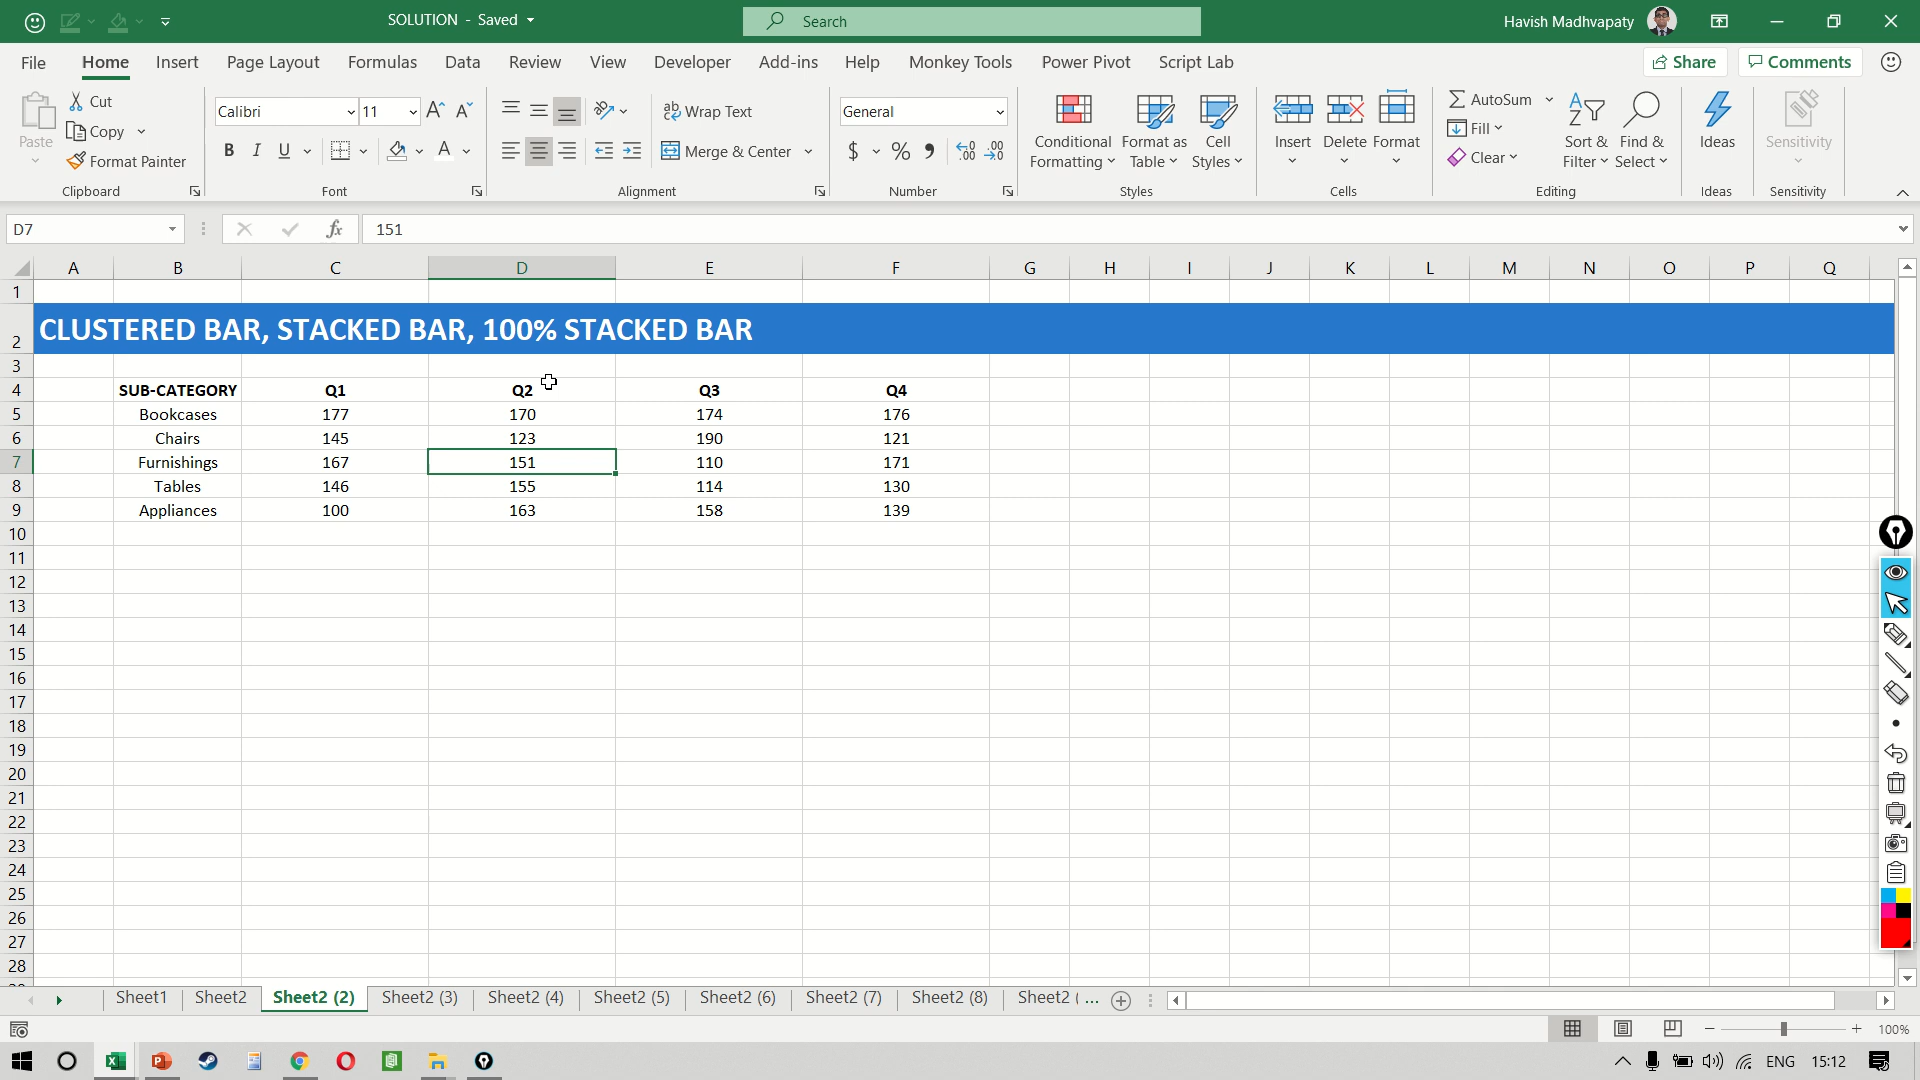 SOLUTION - Saved
Search
Havish Madhvapaty
File Home Insert Page Layout Formulas Data Review View Developer Add-ins Help Monkey Tools Power Pivot Script Lab
Share Comments
Paste
Cut
Copy
Format Painter
Clipboard
Calibri 11
B I U A
Font
Wrap Text
Merge & Center
Alignment
General
$ %
Number
Conditional Formatting
Format as Table
Cell Styles
Styles
Insert Delete Format
Cells
AutoSum
Fill
Clear
Sort & Filter
Find & Select
Editing
Ideas
Ideas
Sensitivity
Sensitivity
D7 fx 151
A B C D E F G H I J K L M N O P Q
1
2 CLUSTERED BAR, STACKED BAR, 100% STACKED BAR
3
4 SUB-CATEGORY Q1 Q2 Q3 Q4
5 Bookcases 177 170 174 176
6 Chairs 145 123 190 121
7 Furnishings 167 151 110 171
8 Tables 146 155 114 130
9 Appliances 100 163 158 139
10
11
12
13
14
15
16
17
18
19
20
21
22
23
24
25
26
27
28
Sheet1 Sheet2 Sheet2 (2) Sheet2 (3) Sheet2 (4) Sheet2 (5) Sheet2 (6) Sheet2 (7) Sheet2 (8) Sheet2 ( ...
100%
ENG 15:12